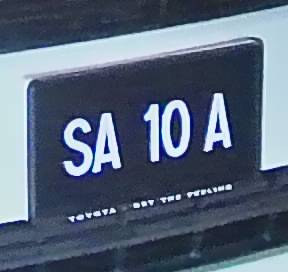 SA 10 A
TOYOTA - GET THE FEELING